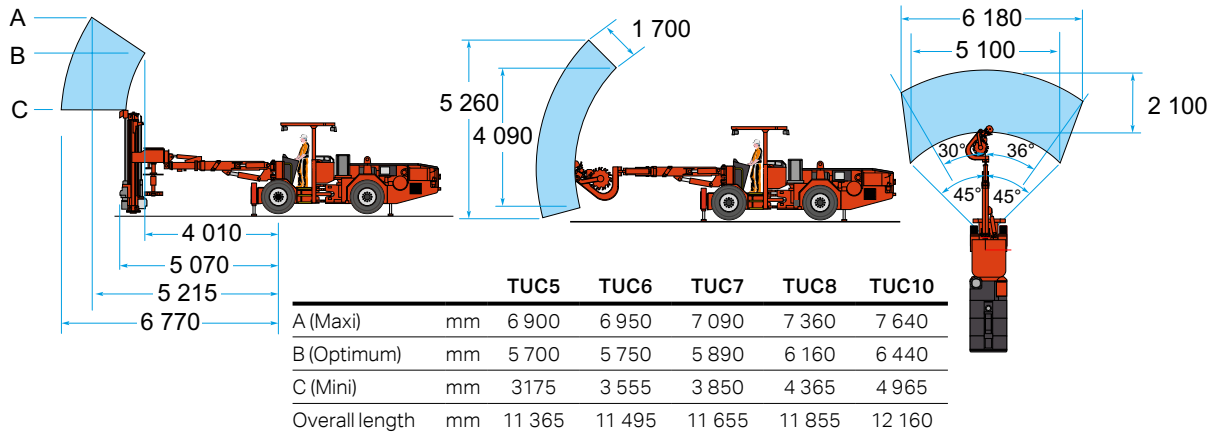 A
B
C
4 010
5 070
5 215
6 770
1 700
5 260
4 090
6 180
5 100
2 100
30° 36°
45° 45°
TUC5 TUC6 TUC7 TUC8 TUC10
A (Maxi) mm 6 900 6 950 7 090 7 360 7 640
B (Optimum) mm 5 700 5 750 5 890 6 160 6 440
C (Mini) mm 3175 3 555 3 850 4 365 4 965
Overall length mm 11 365 11 495 11 655 11 855 12 160